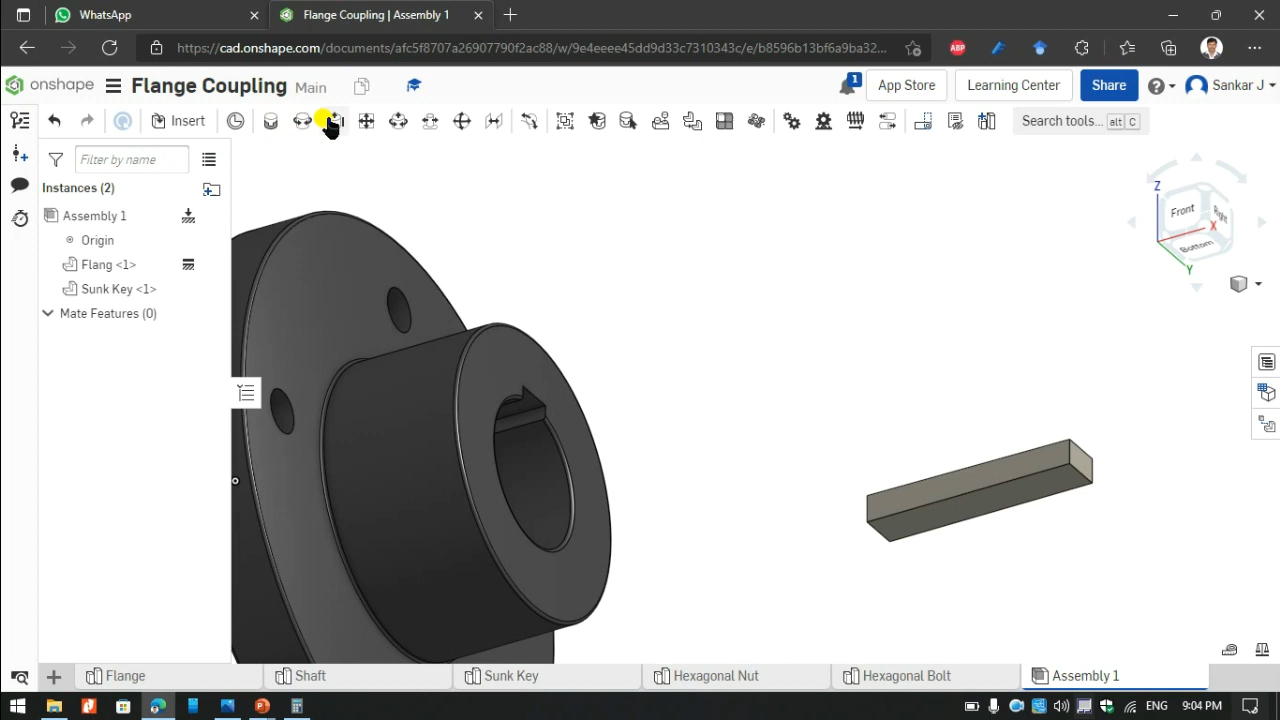 WhatsApp
Flange Coupling | Assembly 1
https://cad.onshape.com/documents/afc5f8707a26907790f2ac88/w/9e4eeee45dd9d33c7310343c/e/b8596b13bf6a9ba32...
ABP
onshape
Flange Coupling Main
1
App Store
Learning Center
Share
Sankar J
Insert
Search tools... alt C
Filter by name
Instances (2)
Assembly 1
Origin
Flang <1>
Sunk Key <1>
Mate Features (0)
Z
Front
Right
X
Bottom
Y
Flange
Shaft
Sunk Key
Hexagonal Nut
Hexagonal Bolt
Assembly 1
ENG
9:04 PM